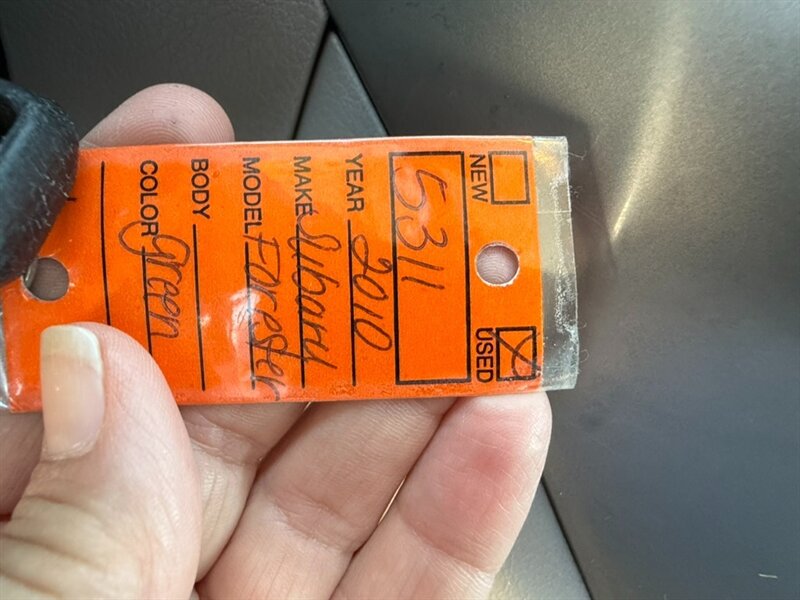 NEW USED
5311
YEAR 2010
MAKE Subaru
MODEL Forester
BODY
COLOR green